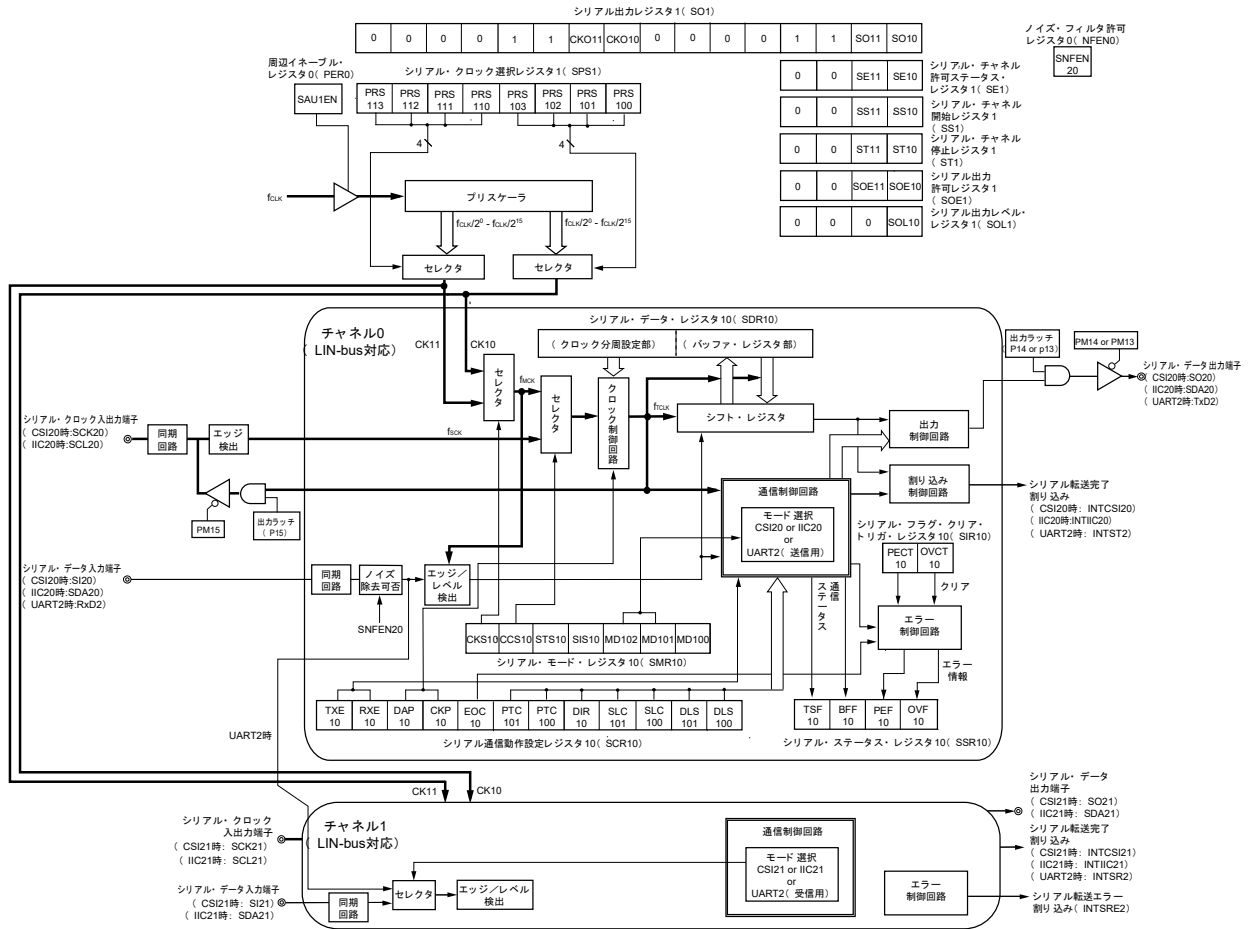 シリアル出力レジスタ1( SO1)
0 0 0 0 1 1 CKO11 CKO10 0 0 0 0 1 1 SO11 SO10
ノイズ・フィルタ許可
レジスタ0( NFEN0)
SNFEN
20
周辺イネーブル・
レジスタ0( PER0)
SAU1EN
シリアル・クロック選択レジスタ1( SPS1)
PRS
113
PRS
112
PRS
111
PRS
110
PRS
103
PRS
102
PRS
101
PRS
100
4
4
0 0 SE11 SE10
シリアル・チャネル
許可ステータス・
レジスタ1( SE1)
0 0 SS11 SS10
シリアル・チャネル
開始レジスタ1
( SS1)
0 0 ST11 ST10
シリアル・チャネル
停止レジスタ1
( ST1)
0 0 SOE11 SOE10
シリアル出力
許可レジスタ1
( SOE1)
0 0 0 SOL10
シリアル出力レベル・
レジスタ1( SOL1)
fCLK
プリスケーラ
fCLK/2⁰ - fCLK/2¹⁵
fCLK/2⁰ - fCLK/2¹⁵
セレクタ
セレクタ
チャネル0
( LIN-bus対応)
CK11
CK10
シリアル・データ・レジスタ10( SDR10)
( クロック分周設定部)
( バッファ・レジスタ部)
セレクタ
fMCK
セレクタ
クロック制御回路
fTCLK
シフト・レジスタ
出力
制御回路
出力ラッチ
( P14 or p13)
PM14 or PM13
シリアル・データ出力端子
( CSI20時:SO20)
( IIC20時:SDA20)
( UART2時:TxD2)
シリアル・クロック入出力端子
( CSI20時:SCK20)
( IIC20時:SCL20)
同期
回路
エッジ
検出
fSCK
PM15
出力ラッチ
( P15)
通信制御回路
モード選択
CSI20 or IIC20
or
UART2( 送信用)
割り込み
制御回路
シリアル転送完了
割り込み
( CSI20時: INTCSI20)
( IIC20時:INTIIC20)
( UART2時: INTST2)
シリアル・フラグ・クリア・
トリガ・レジスタ10( SIR10)
PECT
10
OVCT
10
クリア
シリアル・データ入力端子
( CSI20時:SI20)
( IIC20時:SDA20)
( UART2時:RxD2)
同期
回路
ノイズ
除去可否
エッジ/
レベル
検出
SNFEN20
通信
ステータス
エラー
制御回路
エラー
情報
CKS10 CCS10 STS10 SIS10 MD102 MD101 MD100
シリアル・モード・レジスタ10( SMR10)
TXE
10
RXE
10
DAP
10
CKP
10
EOC
10
PTC
101
PTC
100
DIR
10
SLC
101
SLC
100
DLS
101
DLS
100
シリアル通信動作設定レジスタ10( SCR10)
TSF
10
BFF
10
PEF
10
OVF
10
シリアル・ステータス・レジスタ10( SSR10)
UART2時
CK11
CK10
シリアル・クロック
入出力端子
( CSI21時: SCK21)
( IIC21時: SCL21)
チャネル1
( LIN-bus対応)
シリアル・データ入力端子
( CSI21時: SI21)
( IIC21時: SDA21)
同期
回路
セレクタ
エッジ/レベル
検出
通信制御回路
モード選択
CSI21 or IIC21
or
UART2( 受信用)
エラー
制御回路
シリアル・データ
出力端子
( CSI21時: SO21)
( IIC21時: SDA21)
シリアル転送完了
割り込み
( CSI21時: INTCSI21)
( IIC21時: INTIIC21)
( UART2時: INTSR2)
シリアル転送エラー
割り込み( INTSRE2)